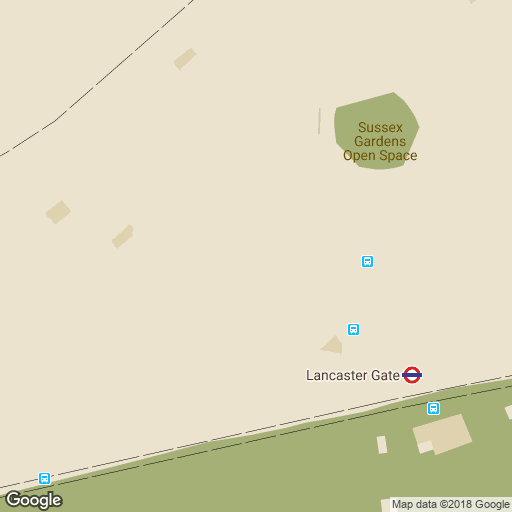 Sussex
Gardens
Open Space
Lancaster Gate
Google
Map data ©2018 Google